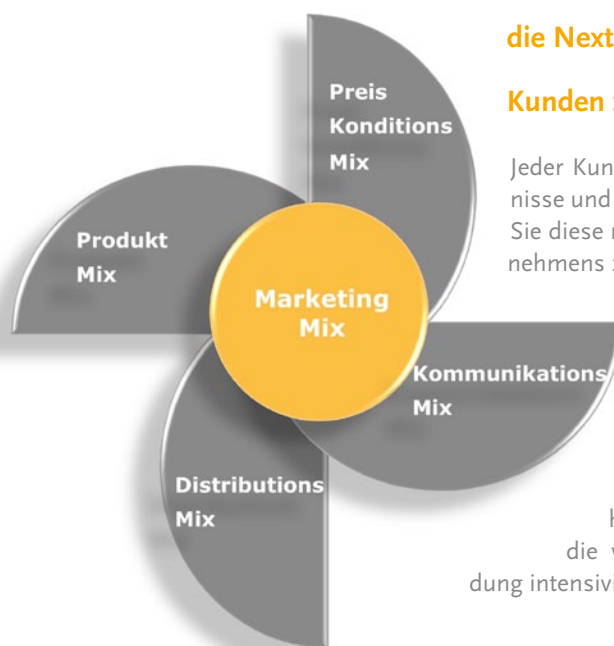 die Next
Kunden
Preis
Konditions
Mix
Jeder Kun
nisse und
Sie diese
nehmens
Produkt
Mix
Marketing
Mix
Kommunikations
Mix
Distributions
Mix
die
dung intensivi